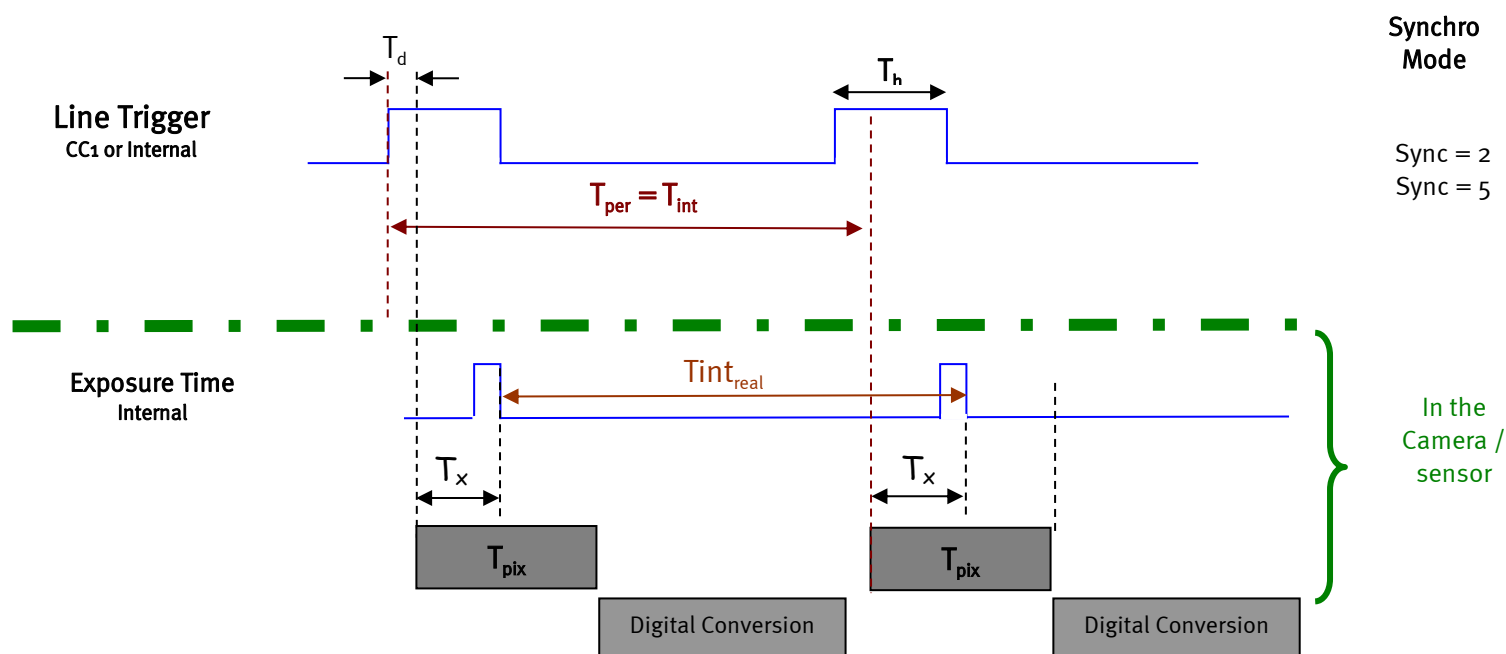 Synchro
Mode
Td
Th
Line Trigger
CC1 or Internal
Sync = 2
Sync = 5
Tper = Tint
Exposure Time
Internal
Tintreal
In the
Camera /
sensor
Tx
Tx
Tpix
Tpix
Digital Conversion
Digital Conversion